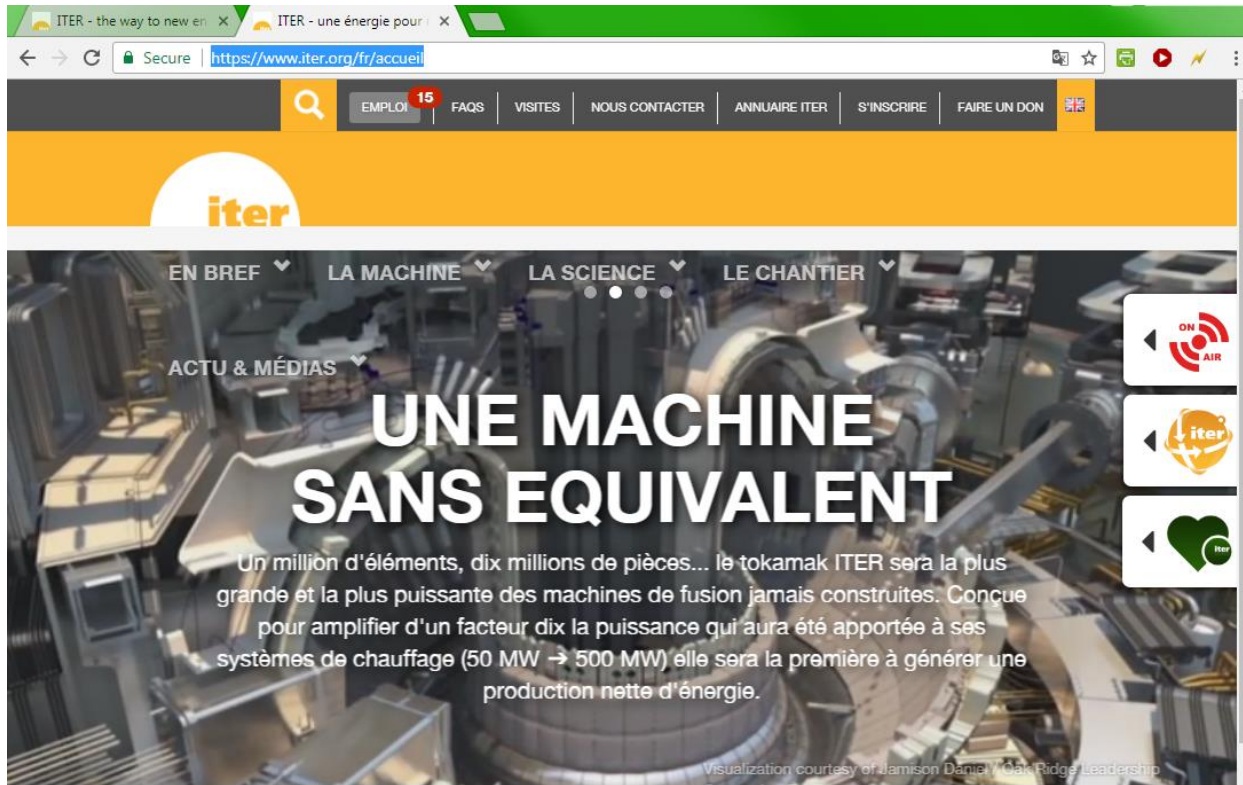 ITER - the way to new en
ITER - une énergie pour
Secure https://www.iter.org/fr/accueil
EMPLOI 15 FAQS VISITES NOUS CONTACTER ANNUAIRE ITER S'INSCRIRE FAIRE UN DON
iter
EN BREF LA MACHINE LA SCIENCE LE CHANTIER
ON AIR
ACTU & MÉDIAS
UNE MACHINE
SANS EQUIVALENT
iter
Un million d'éléments, dix millions de pièces... le tokamak ITER sera la plus
grande et la plus puissante des machines de fusion jamais construites. Conçue
pour amplifier d'un facteur dix la puissance qui aura été apportée à ses
systèmes de chauffage (50 MW → 500 MW) elle sera la première à générer une
production nette d'énergie.
iter
Visualization courtesy of Jamison Daniel / Oak Ridge Leadership